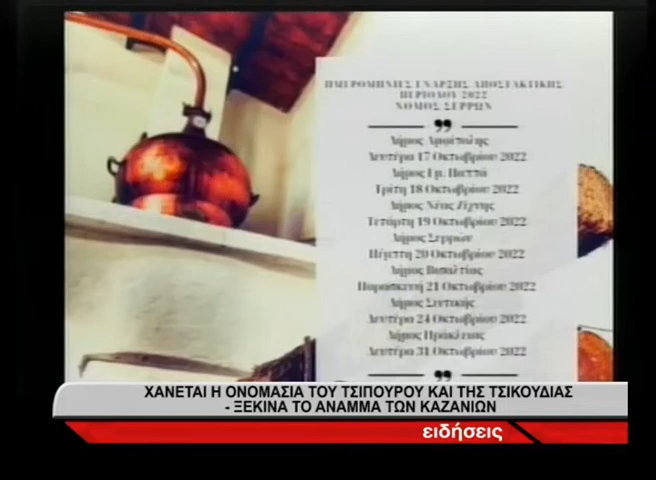 ΗΜΕΡΟΜΗΝΙΕΣ ΕΝΑΡΞΗΣ ΑΠΟΣΤΑΚΤΙΚΗΣ
ΠΕΡΙΟΔΟΥ 2022
ΝΟΜΟΣ ΣΕΡΡΩΝ
Δήμος Αμφίπολης
Δευτέρα 17 Οκτωβρίου 2022
Δήμος Εμ. Παππά
Τρίτη 18 Οκτωβρίου 2022
Δήμος Νέας Ζίχνης
Τετάρτη 19 Οκτωβρίου 2022
Δήμος Σερρών
Πέμπτη 20 Οκτωβρίου 2022
Δήμος Βισαλτίας
Παρασκευή 21 Οκτωβρίου 2022
Δήμος Σιντικής
Δευτέρα 24 Οκτωβρίου 2022
Δήμος Ηράκλειας
Δευτέρα 31 Οκτωβρίου 2022
ΧΑΝΕΤΑΙ Η ΟΝΟΜΑΣΙΑ ΤΟΥ ΤΣΙΠΟΥΡΟΥ ΚΑΙ ΤΗΣ ΤΣΙΚΟΥΔΙΑΣ
- ΞΕΚΙΝΑ ΤΟ ΑΝΑΜΜΑ ΤΩΝ ΚΑΖΑΝΙΩΝ
ειδήσεις